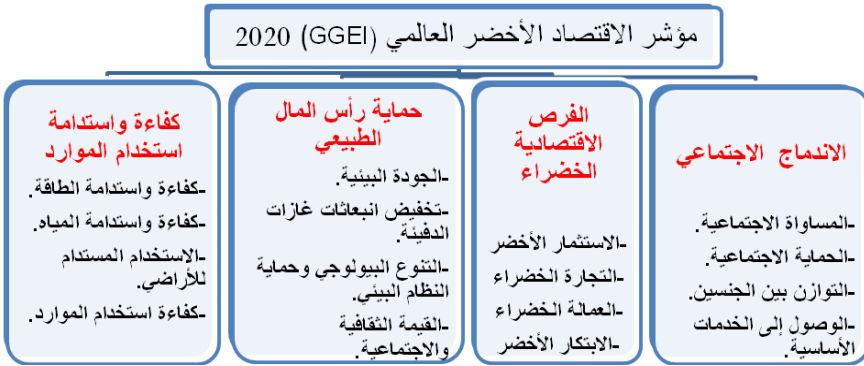 مؤشر الاقتصاد الأخضر العالمي (GGEI) 2020
الاندماج الاجتماعي
-المساواة الاجتماعية.
-الحماية الاجتماعية.
-التوازن بين الجنسين.
-الوصول إلى الخدمات
الأساسية.
الفرص
الاقتصادية
الخضراء
-الاستثمار الأخضر
-التجارة الخضراء
-العمالة الخضراء
-الابتكار الأخضر
حماية رأس المال
الطبيعي
-الجودة البيئية.
-تخفيض انبعاثات غازات
الدفيئة.
-التنوع البيولوجي وحماية
النظام البيئي.
-القيمة الثقافية
والاجتماعية.
كفاءة واستدامة
استخدام الموارد
-كفاءة واستدامة الطاقة.
-كفاءة واستدامة المياه.
-الاستخدام المستدام
للأراضي.
-كفاءة استخدام الموارد.